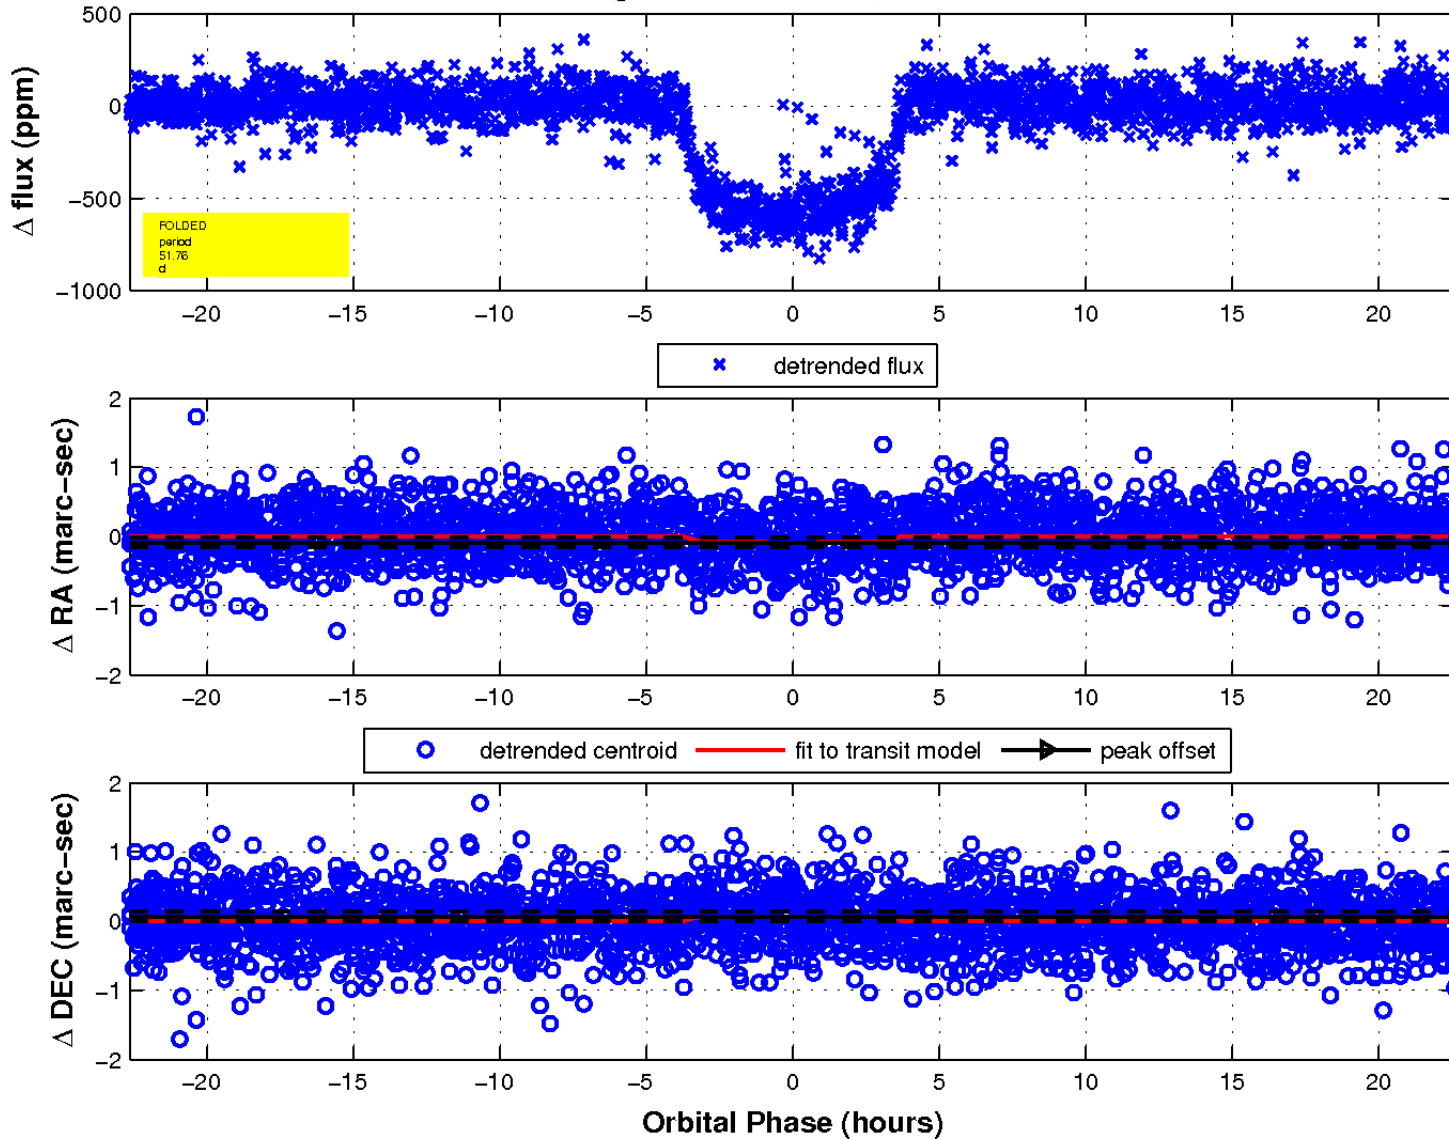 500
0
−500
−1000
Δ flux (ppm)
FOLDED
period
51.76
d
−20 −15 −10 −5 0 5 10 15 20
detrended flux
2
1
0
−1
−2
Δ RA (marc−sec)
−20 −15 −10 −5 0 5 10 15 20
detrended centroid fit to transit model peak offset
2
1
0
−1
−2
Δ DEC (marc−sec)
−20 −15 −10 −5 0 5 10 15 20
Orbital Phase (hours)